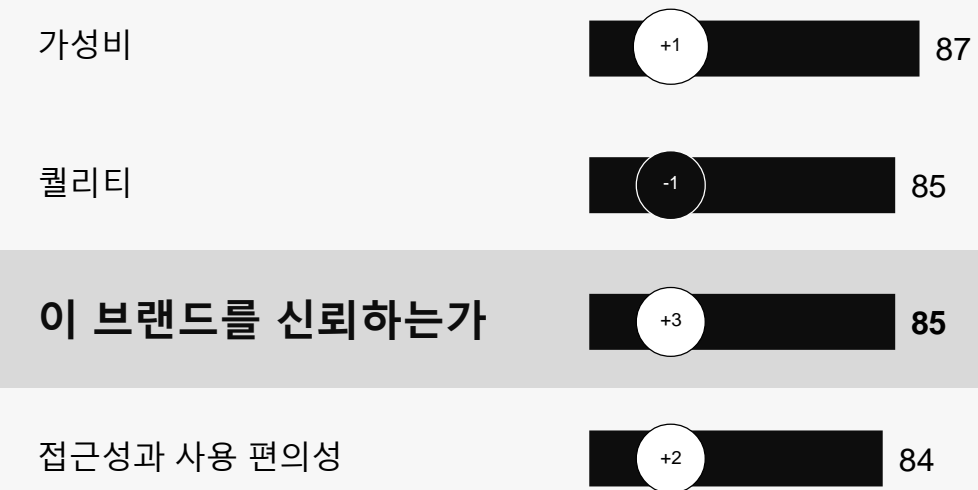 가성비 +1 87
퀄리티 -1 85
이 브랜드를 신뢰하는가 +3 85
접근성과 사용 편의성 +2 84